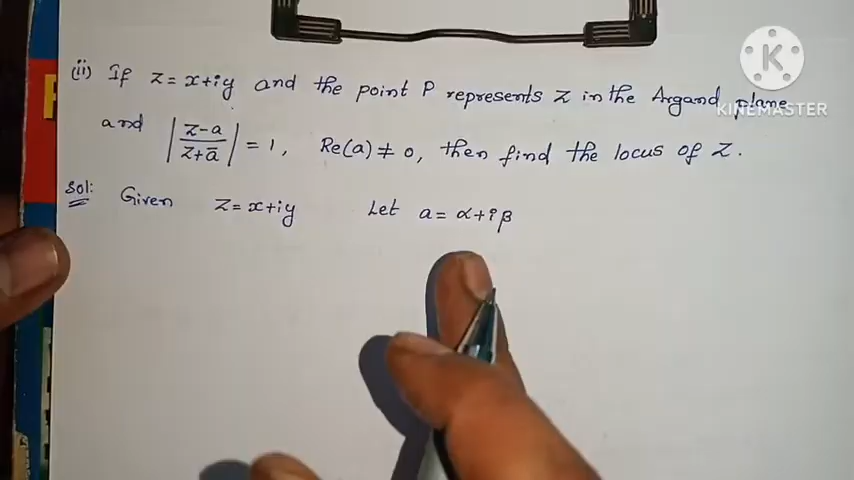 (ii) If z = x+iy and the point P represents z in the Argand plane
and |z-a / z+ā| = 1, Re(a) ≠ 0, then find the locus of z.
Sol: Given z = x+iy Let a = α+iβ
K
KINEMASTER